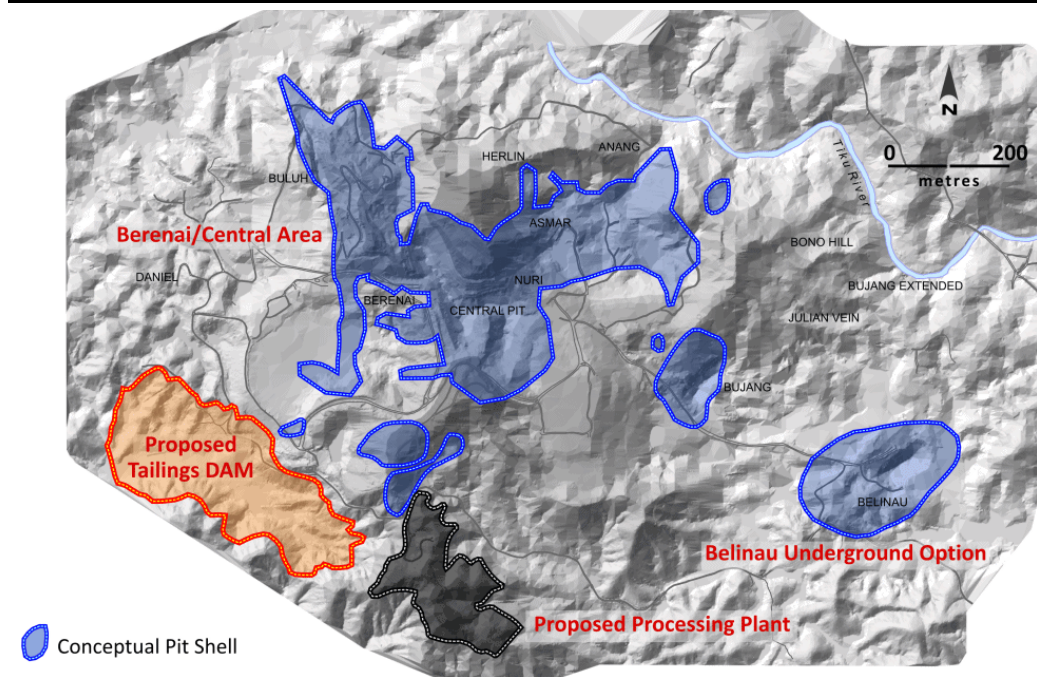 N
0 200
metres
Tiku River
ANANG
HERLIN
BULUH
ASMAR
Berenai/Central Area
BONO HILL
DANIEL
NURI
BUJANG EXTENDED
BERENAI
CENTRAL PIT
JULIAN VEIN
BUJANG
Proposed
Tailings DAM
BELINAU
Belinau Underground Option
Proposed Processing Plant
Conceptual Pit Shell